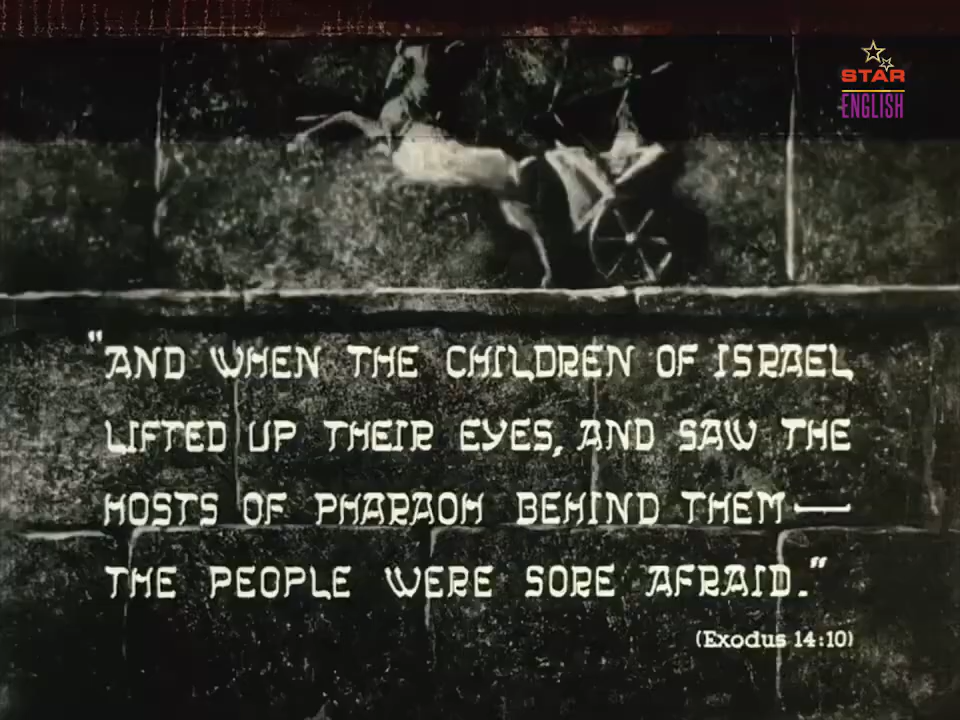 STAR
ENGLISH
"AND WHEN THE CHILDREN OF ISRAEL
LIFTED UP THEIR EYES, AND SAW THE
HOSTS OF PHARAOH BEHIND THEM—
THE PEOPLE WERE SORE AFRAID."
(Exodus 14:10)